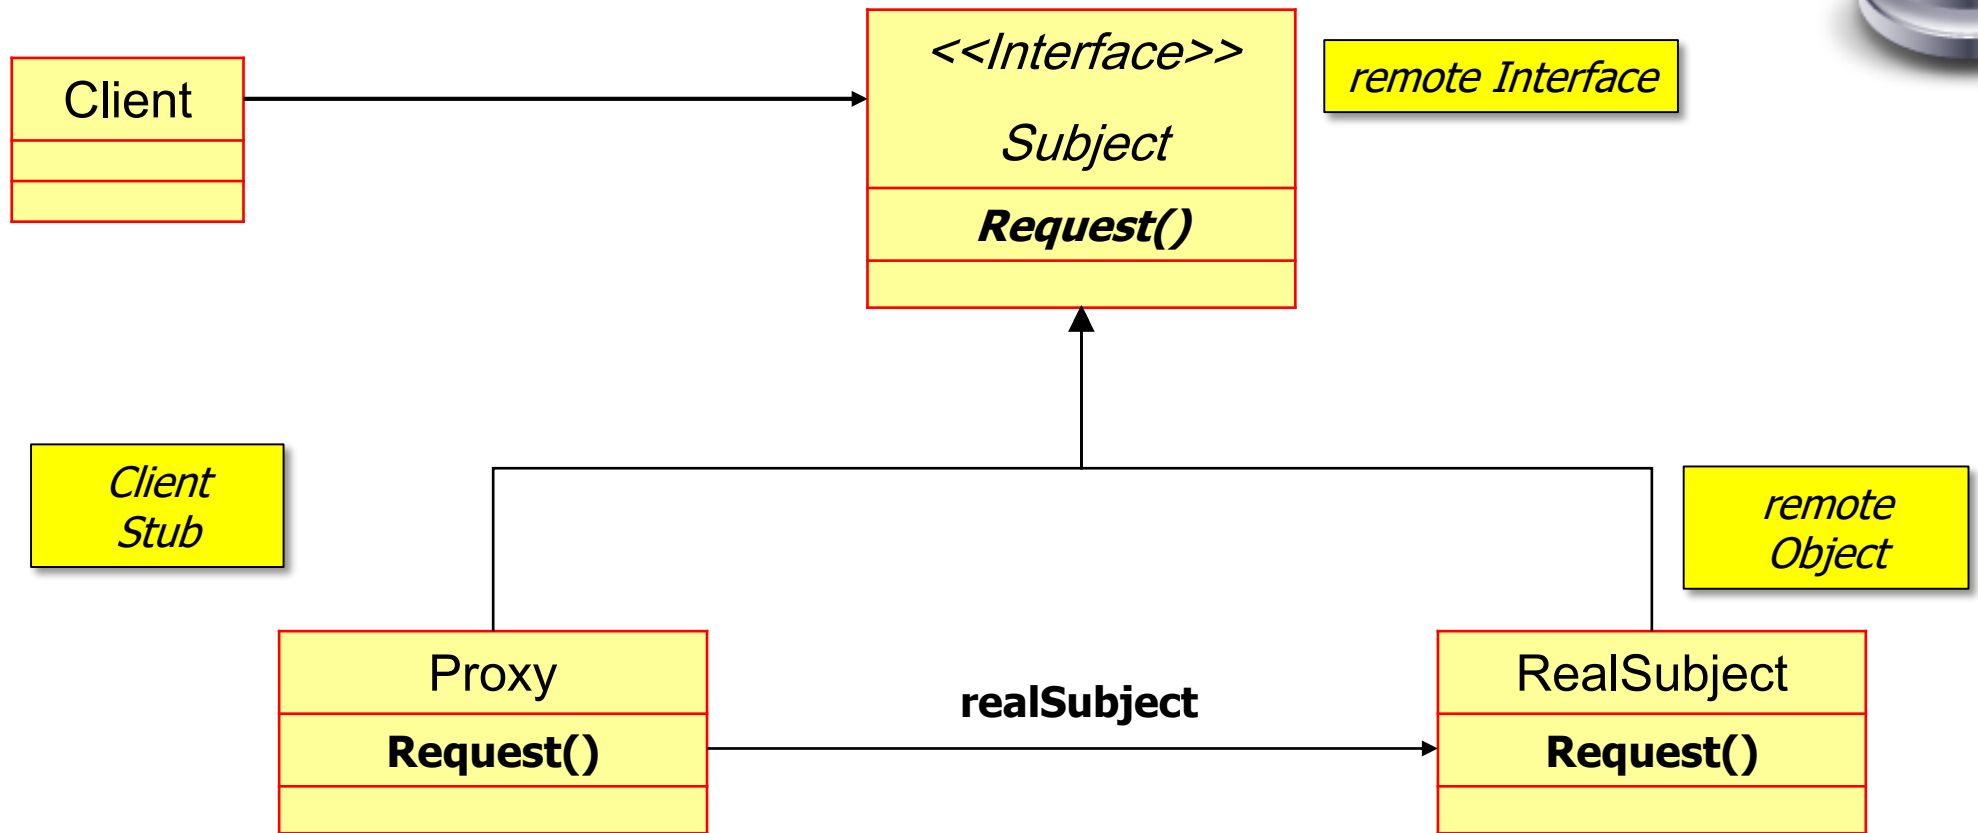 Client
<<Interface>>
Subject
Request()
remote Interface
Client
Stub
remote
Object
Proxy
Request()
realSubject
RealSubject
Request()